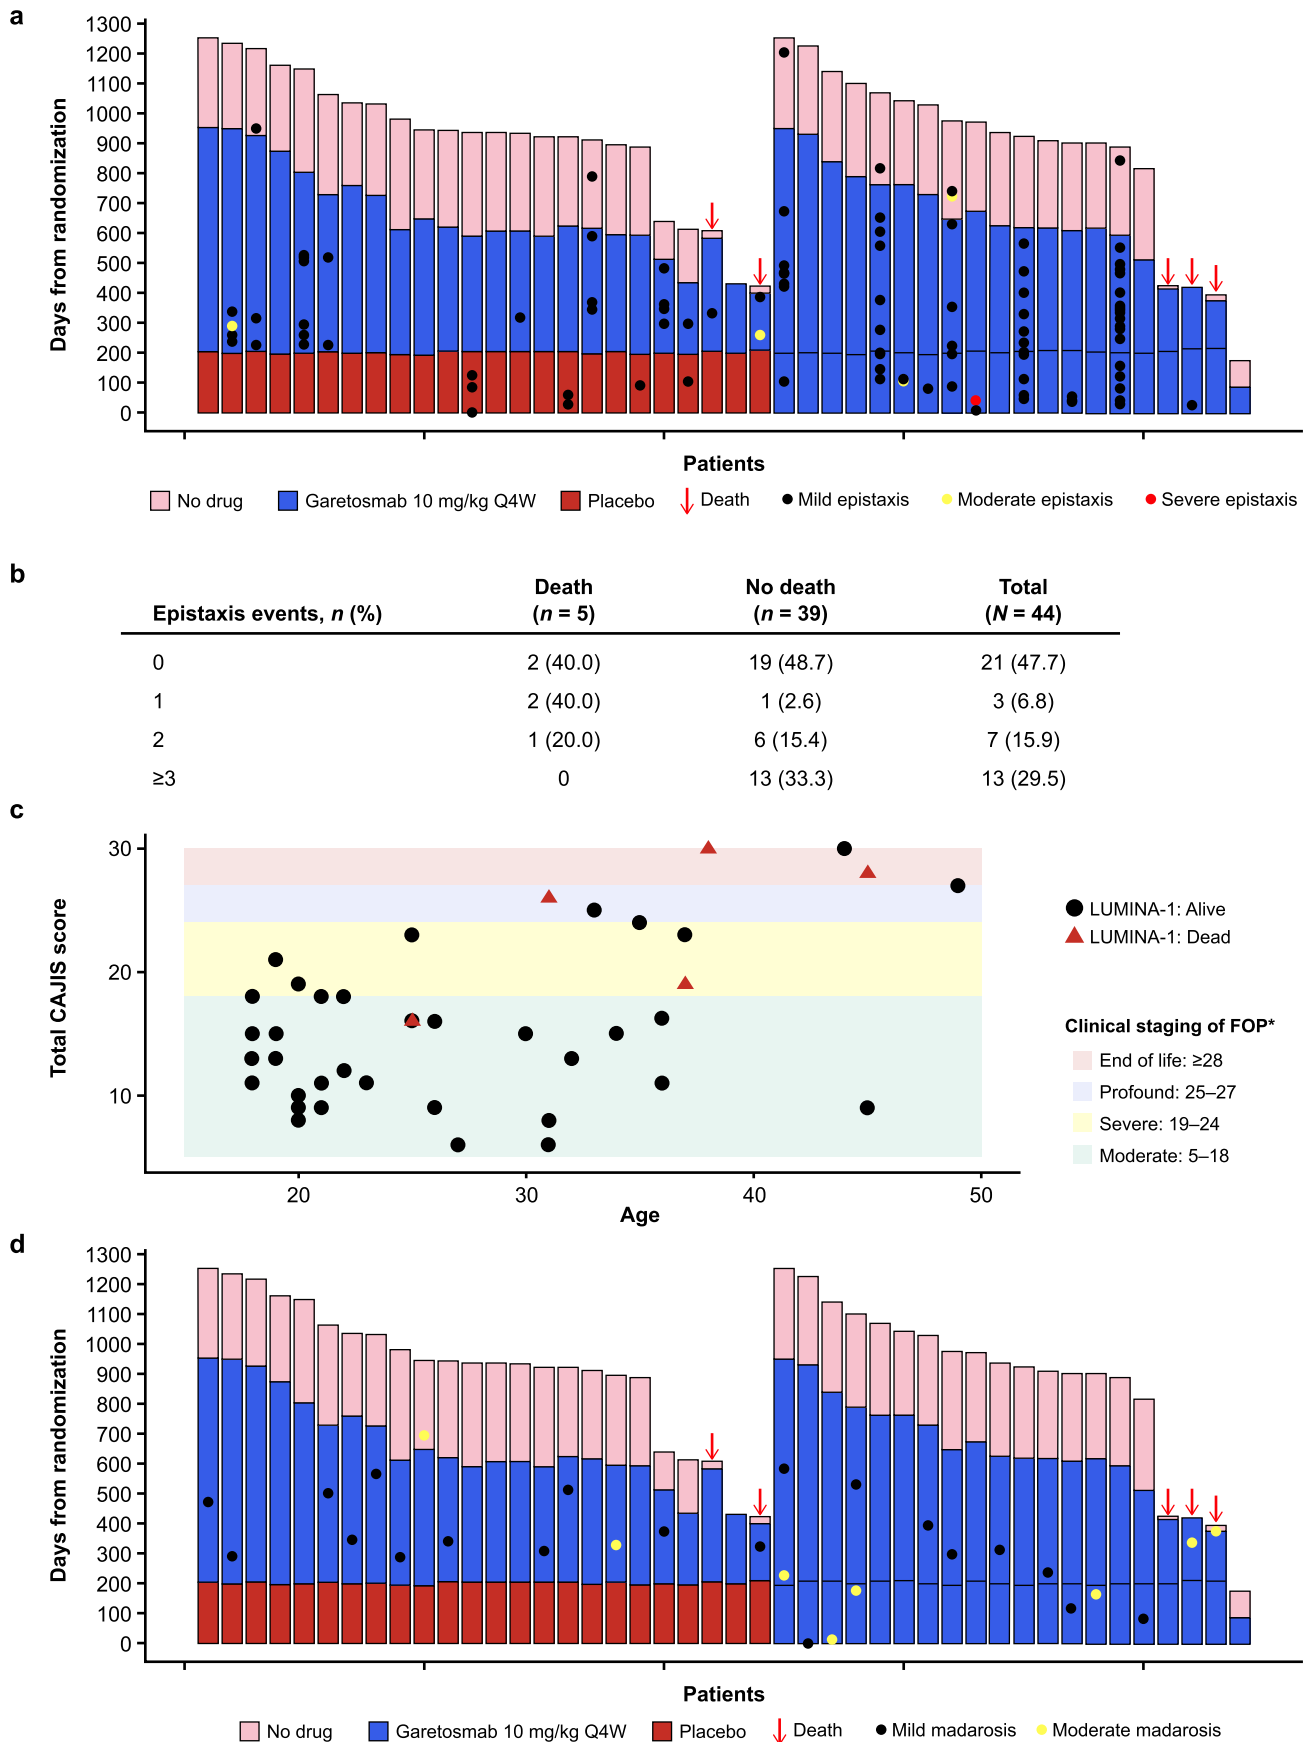 a
1300
1200
1100
1000
900
800
700
600
500
400
300
200
100
0
Days from randomization
Patients
No drug Garetosmab 10 mg/kg Q4W Placebo Death Mild epistaxis Moderate epistaxis Severe epistaxis
b
Death No death Total
Epistaxis events, n (%) (n = 5) (n = 39) (N = 44)
0 2 (40.0) 19 (48.7) 21 (47.7)
1 2 (40.0) 1 (2.6) 3 (6.8)
2 1 (20.0) 6 (15.4) 7 (15.9)
≥3 0 13 (33.3) 13 (29.5)
c
30
20
10
Total CAJIS score
20 30 40 50
Age
LUMINA-1: Alive
LUMINA-1: Dead
Clinical staging of FOP*
End of life: ≥28
Profound: 25–27
Severe: 19–24
Moderate: 5–18
d
1300
1200
1100
1000
900
800
700
600
500
400
300
200
100
0
Days from randomization
Patients
No drug Garetosmab 10 mg/kg Q4W Placebo Death Mild madarosis Moderate madarosis